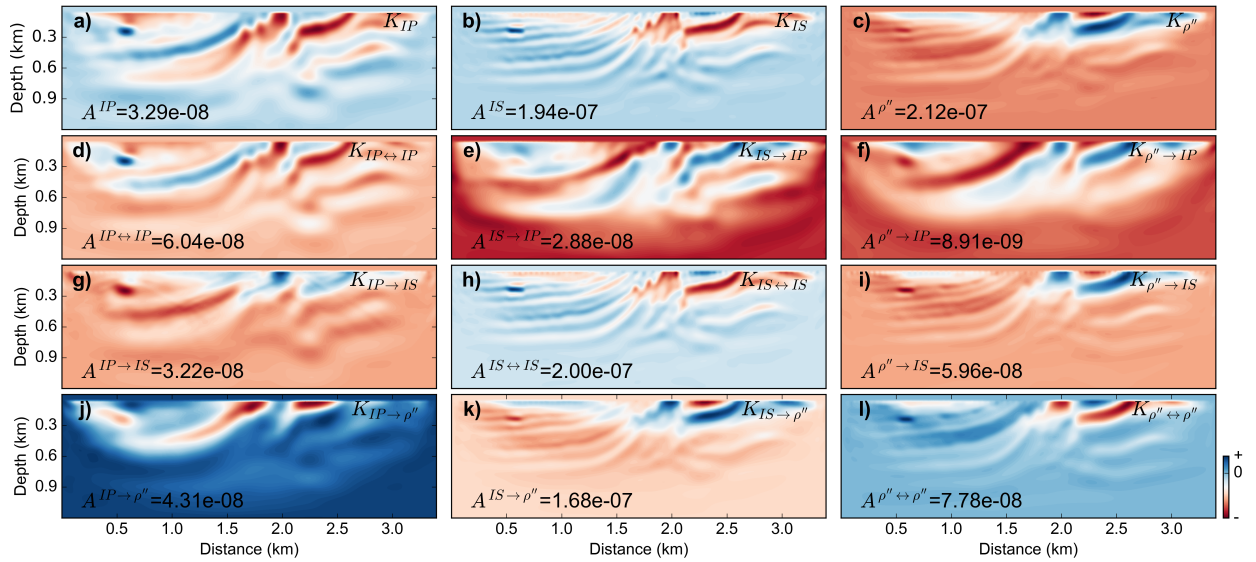 a) K_{IP}
b) K_{IS}
c) K_{ρ''}
0.3
0.6
0.9
Depth (km)
A^{IP}=3.29e-08
A^{IS}=1.94e-07
A^{ρ''}=2.12e-07
d) K_{IP↔IP}
e) K_{IS→IP}
f) K_{ρ''→IP}
0.3
0.6
0.9
Depth (km)
A^{IP↔IP}=6.04e-08
A^{IS→IP}=2.88e-08
A^{ρ''→IP}=8.91e-09
g) K_{IP→IS}
h) K_{IS↔IS}
i) K_{ρ''→IS}
0.3
0.6
0.9
Depth (km)
A^{IP→IS}=3.22e-08
A^{IS↔IS}=2.00e-07
A^{ρ''→IS}=5.96e-08
j) K_{IP→ρ''}
k) K_{IS→ρ''}
l) K_{ρ''↔ρ''}
0.3
0.6
0.9
Depth (km)
A^{IP→ρ''}=4.31e-08
A^{IS→ρ''}=1.68e-07
A^{ρ''↔ρ''}=7.78e-08
+
0
-
0.5 1.0 1.5 2.0 2.5 3.0
0.5 1.0 1.5 2.0 2.5 3.0
0.5 1.0 1.5 2.0 2.5 3.0
Distance (km)
Distance (km)
Distance (km)